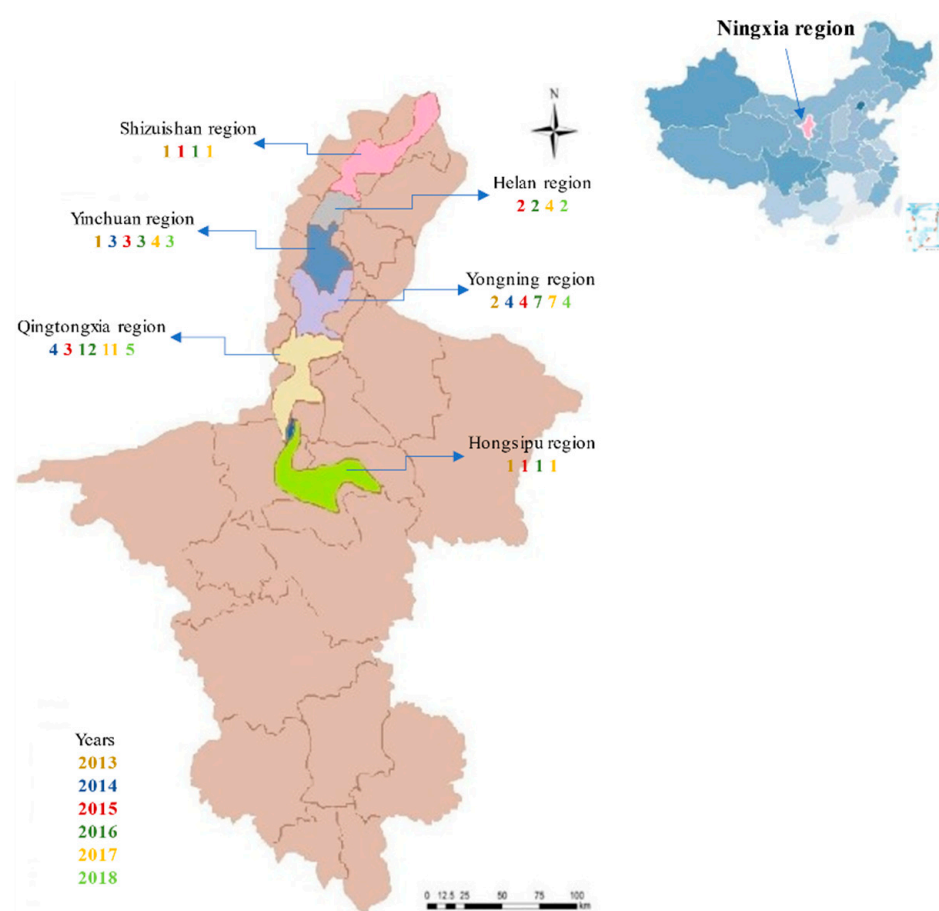 Ningxia region
N
Shizuishan region
1 1 1 1
Helan region
2 2 4 2
Yinchuan region
1 3 3 3 4 3
Yongning region
2 4 4 7 7 4
Qingtongxia region
4 3 12 11 5
Hongsipu region
1 1 1 1
Years
2013
2014
2015
2016
2017
2018
0 12.5 25 50 75 100
km